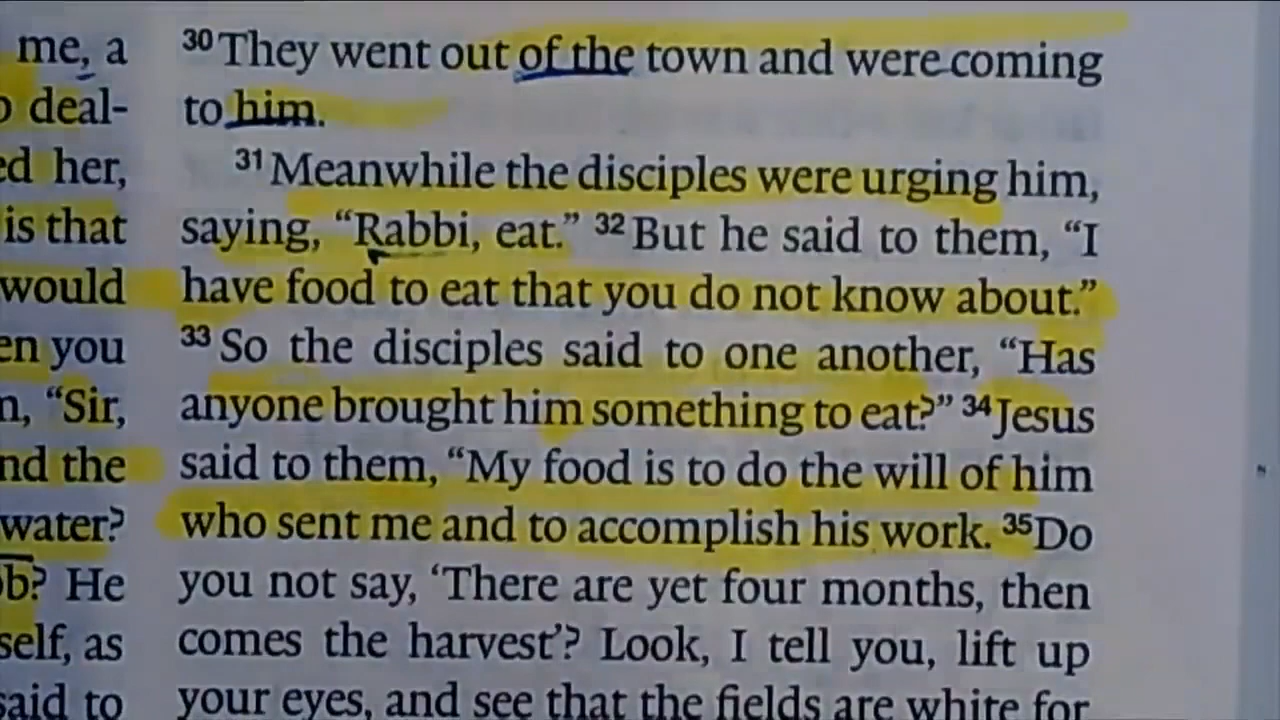 me, a
deal-
ed her,
is that
would
en you
n, “Sir,
nd the
water?
b? He
self, as
said to
30 They went out of the town and were coming
to him.
31 Meanwhile the disciples were urging him,
saying, “Rabbi, eat.” 32 But he said to them, “I
have food to eat that you do not know about.”
33 So the disciples said to one another, “Has
anyone brought him something to eat?” 34 Jesus
said to them, “My food is to do the will of him
who sent me and to accomplish his work. 35 Do
you not say, ‘There are yet four months, then
comes the harvest’? Look, I tell you, lift up
your eyes, and see that the fields are white for